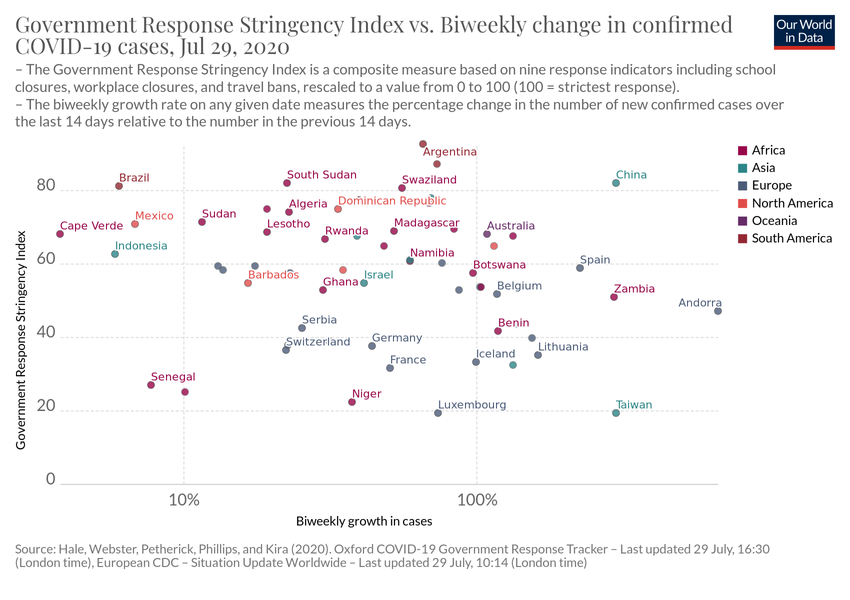 Government Response Stringency Index vs. Biweekly change in confirmed
COVID-19 cases, Jul 29, 2020
Our World
in Data
– The Government Response Stringency Index is a composite measure based on nine response indicators including school
closures, workplace closures, and travel bans, rescaled to a value from 0 to 100 (100 = strictest response).
– The biweekly growth rate on any given date measures the percentage change in the number of new confirmed cases over
the last 14 days relative to the number in the previous 14 days.
Argentina
Brazil
South Sudan
Swaziland
China
80
Algeria
Dominican Republic
Mexico
Sudan
Cape Verde
Lesotho
Rwanda
Madagascar
Australia
Indonesia
Namibia
60
Barbados
Ghana
Israel
Botswana
Spain
Belgium
Zambia
Andorra
Serbia
Benin
40
Switzerland
Germany
France
Iceland
Lithuania
Senegal
Niger
20
Luxembourg
Taiwan
0
10%
100%
Government Response Stringency Index
Biweekly growth in cases
Africa
Asia
Europe
North America
Oceania
South America
Source: Hale, Webster, Petherick, Phillips, and Kira (2020). Oxford COVID-19 Government Response Tracker – Last updated 29 July, 16:30
(London time), European CDC – Situation Update Worldwide – Last updated 29 July, 10:14 (London time)